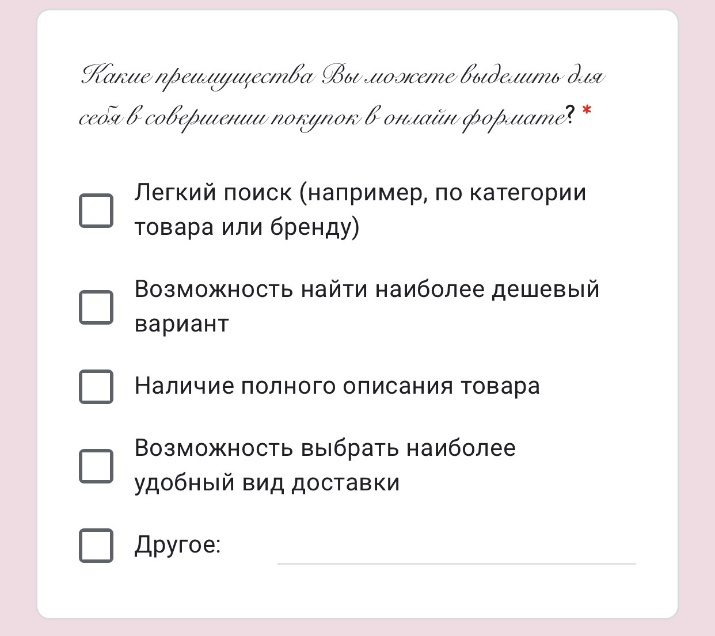 Какие преимущества Вы можете выделить для
себя в совершении покупок в онлайн формате? *
Легкий поиск (например, по категории
товара или бренду)
Возможность найти наиболее дешевый
вариант
Наличие полного описания товара
Возможность выбрать наиболее
удобный вид доставки
Другое: